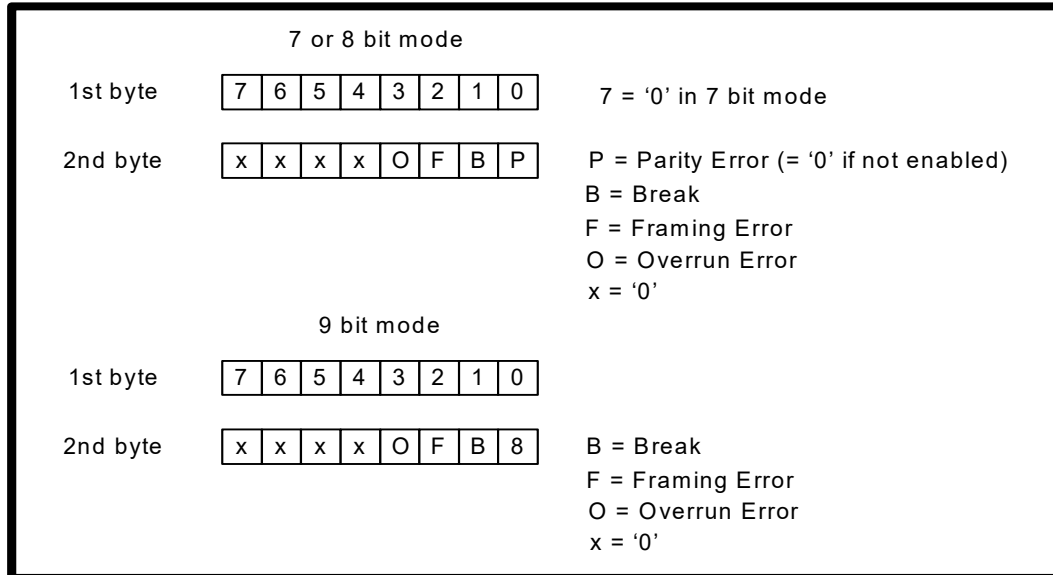 7 or 8 bit mode
1st byte 7 6 5 4 3 2 1 0 7 = ‘0’ in 7 bit mode
2nd byte x x x x O F B P P = Parity Error (= ‘0’ if not enabled)
B = Break
F = Framing Error
O = Overrun Error
x = ‘0’
9 bit mode
1st byte 7 6 5 4 3 2 1 0
2nd byte x x x x O F B 8 B = Break
F = Framing Error
O = Overrun Error
x = ‘0’